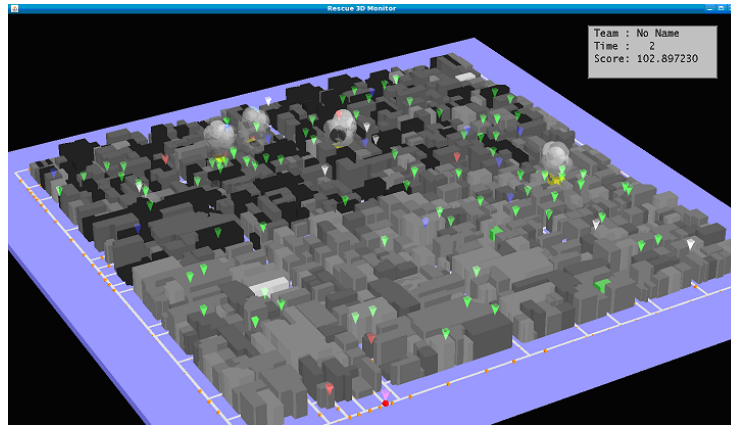 Rescue 3D Monitor
Team : No Name
Time : 2
Score: 102.897230